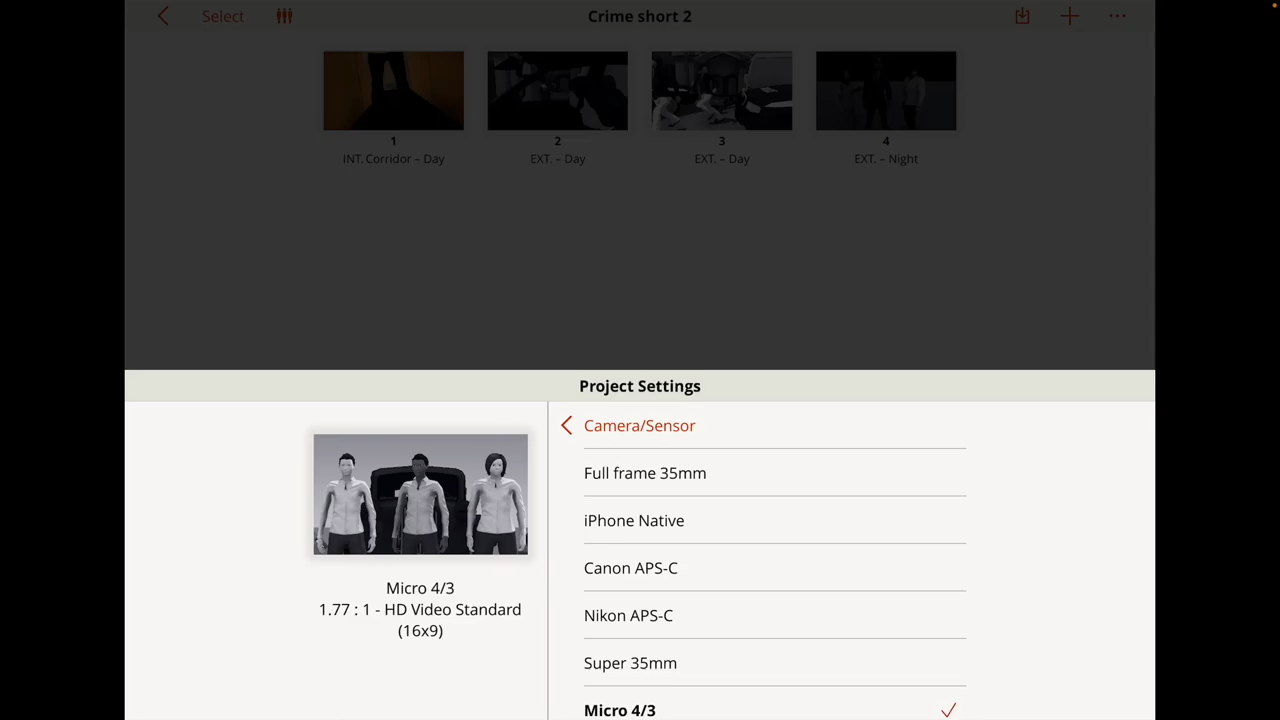 Select
Crime short 2
1
2
3
4
INT. Corridor – Day
EXT. – Day
EXT. – Day
EXT. – Night
Project Settings
Camera/Sensor
Full frame 35mm
iPhone Native
Canon APS-C
Nikon APS-C
Super 35mm
Micro 4/3
Micro 4/3
1.77 : 1 - HD Video Standard
(16x9)